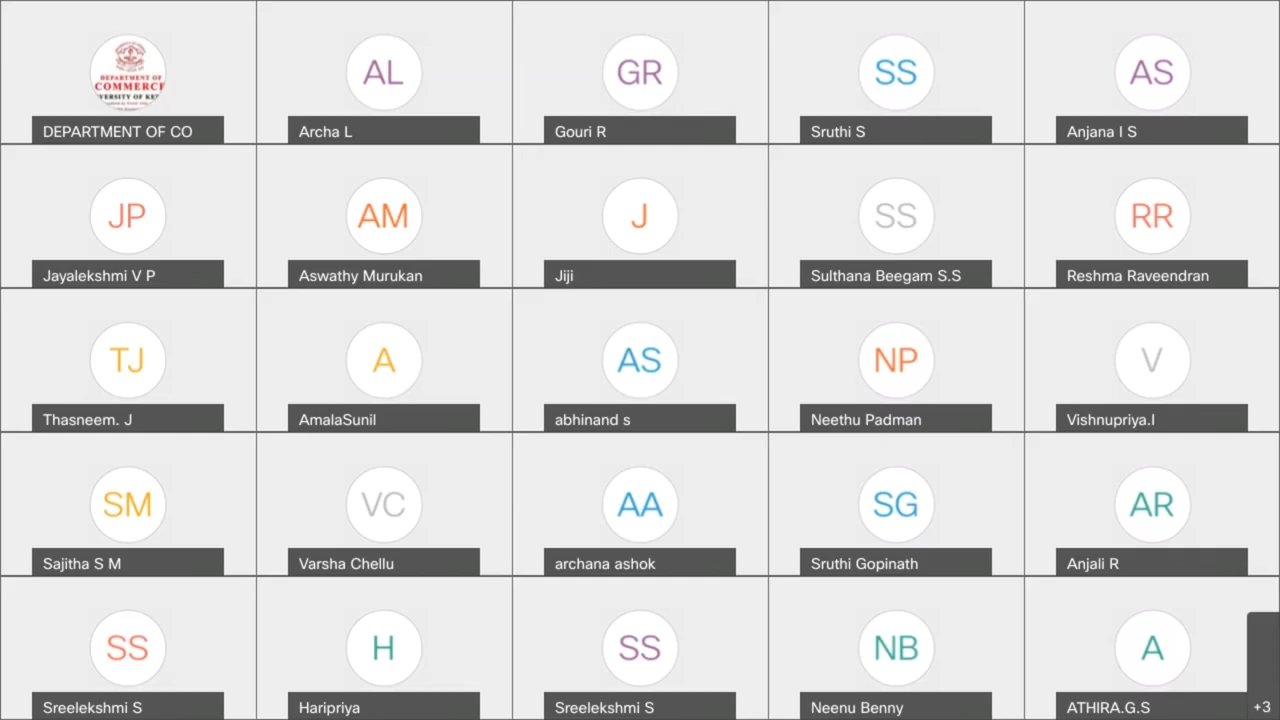 DEPARTMENT OF
COMMERCE
DEPARTMENT OF CO
AL
Archa L
GR
Gouri R
SS
Sruthi S
AS
Anjana I S
JP
Jayalekshmi V P
AM
Aswathy Murukan
J
Jiji
SS
Sulthana Beegam S.S
RR
Reshma Raveendran
TJ
Thasneem. J
A
AmalaSunil
AS
abhinand s
NP
Neethu Padman
V
Vishnupriya.I
SM
Sajitha S M
VC
Varsha Chellu
AA
archana ashok
SG
Sruthi Gopinath
AR
Anjali R
SS
Sreelekshmi S
H
Haripriya
SS
Sreelekshmi S
NB
Neenu Benny
A
ATHIRA.G.S
+3